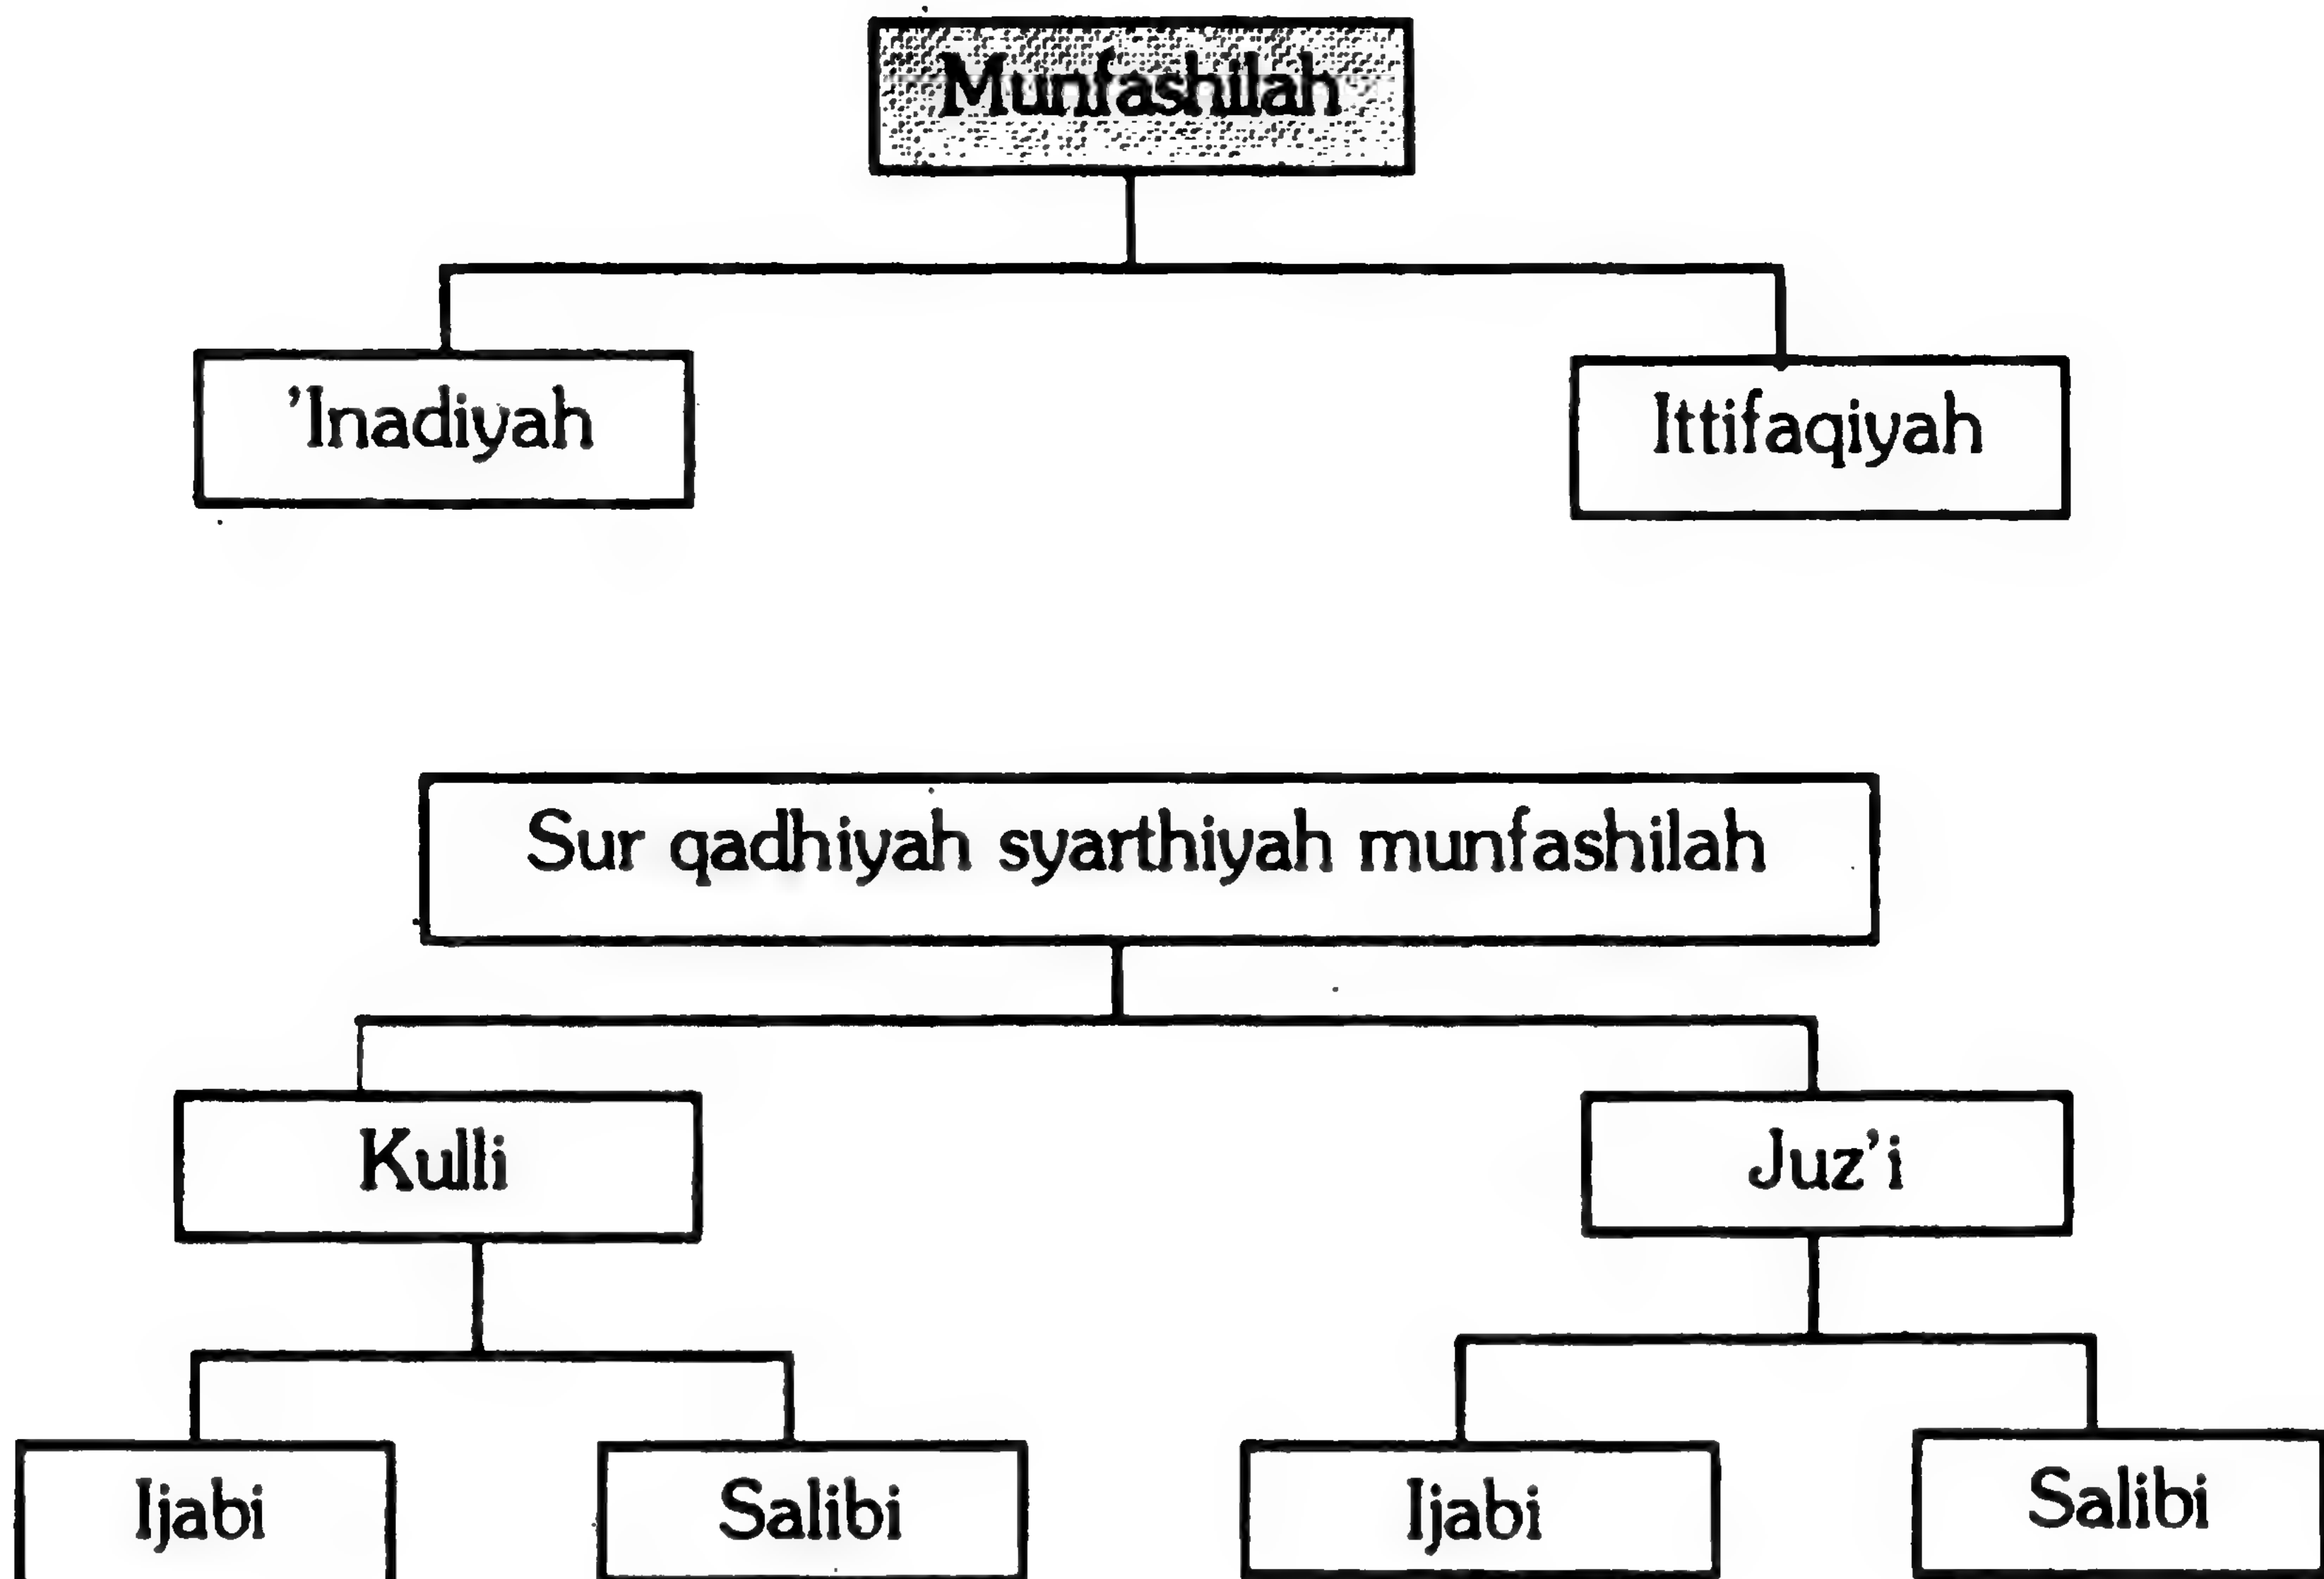 Munfashilah
'Inadiyah
Ittifaqiyah
Sur qadhiyah syarthiyah munfashilah
Kulli
Juz'i
Ijabi
Salibi
Ijabi
Salibi